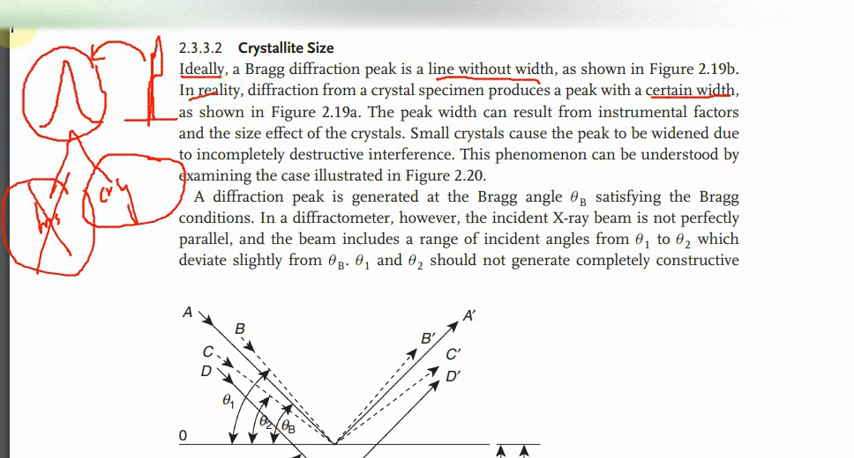 2.3.3.2 Crystallite Size
Ideally, a Bragg diffraction peak is a line without width, as shown in Figure 2.19b.
In reality, diffraction from a crystal specimen produces a peak with a certain width,
as shown in Figure 2.19a. The peak width can result from instrumental factors
and the size effect of the crystals. Small crystals cause the peak to be widened due
to incompletely destructive interference. This phenomenon can be understood by
examining the case illustrated in Figure 2.20.
A diffraction peak is generated at the Bragg angle θB satisfying the Bragg
conditions. In a diffractometer, however, the incident X-ray beam is not perfectly
parallel, and the beam includes a range of incident angles from θ1 to θ2 which
deviate slightly from θB. θ1 and θ2 should not generate completely constructive
A
B
C
D
A′
B′
C′
D′
θ1
θ2
θB
0